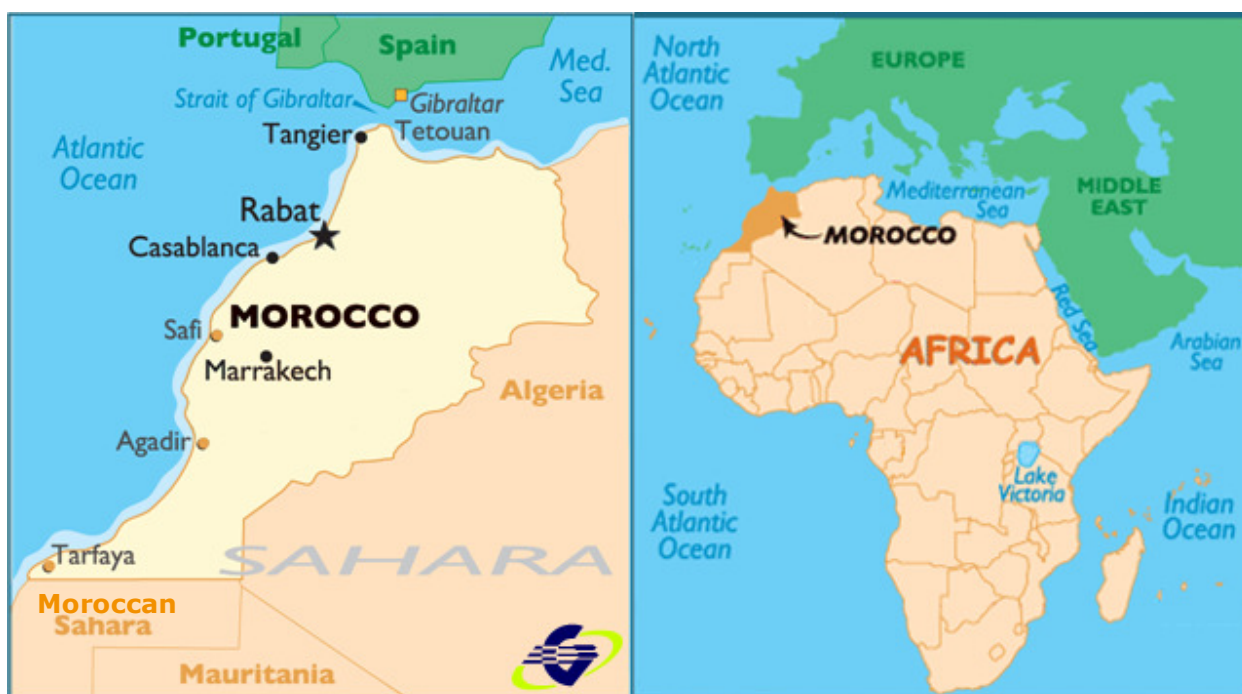 Portugal
Spain
Med.
Sea
Strait of Gibraltar
Gibraltar
Tangier
Tetouan
Atlantic
Ocean
Rabat
Casablanca
MOROCCO
Safi
Marrakech
Algeria
Agadir
SAHARA
Tarfaya
Moroccan
Sahara
Mauritania
North
Atlantic
Ocean
EUROPE
MIDDLE
EAST
Mediterranean
Sea
MOROCCO
Red Sea
Arabian
Sea
AFRICA
Lake
Victoria
South
Atlantic
Ocean
Indian
Ocean